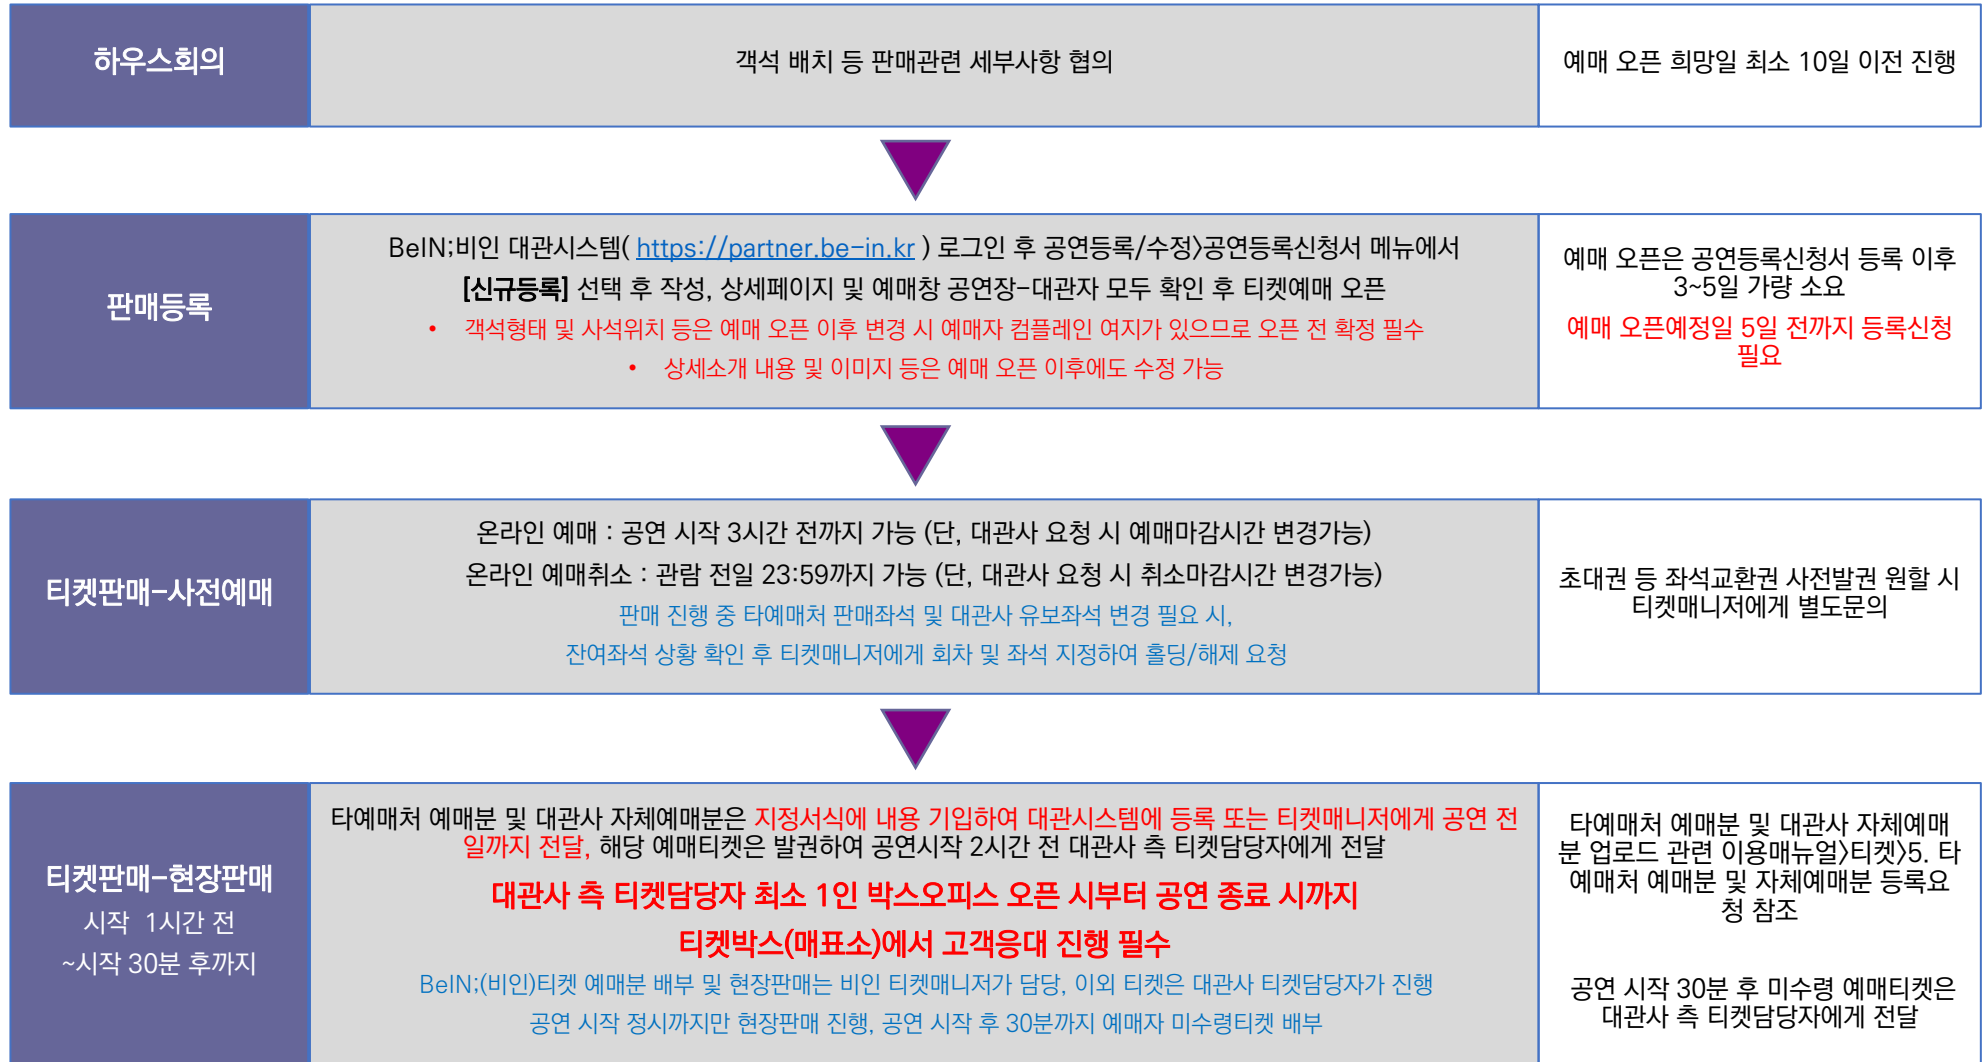 하우스회의
객석 배치 등 판매관련 세부사항 협의
예매 오픈 희망일 최소 10일 이전 진행
판매등록
BeIN;비인 대관시스템( https://partner.be-in.kr ) 로그인 후 공연등록/수정>공연등록신청서 메뉴에서
[신규등록] 선택 후 작성, 상세페이지 및 예매창 공연장-대관자 모두 확인 후 티켓예매 오픈
• 객석형태 및 사석위치 등은 예매 오픈 이후 변경 시 예매자 컴플레인 여지가 있으므로 오픈 전 확정 필수
• 상세소개 내용 및 이미지 등은 예매 오픈 이후에도 수정 가능
예매 오픈은 공연등록신청서 등록 이후
3~5일 가량 소요
예매 오픈예정일 5일 전까지 등록신청
필요
티켓판매-사전예매
온라인 예매 : 공연 시작 3시간 전까지 가능 (단, 대관사 요청 시 예매마감시간 변경가능)
온라인 예매취소 : 관람 전일 23:59까지 가능 (단, 대관사 요청 시 취소마감시간 변경가능)
판매 진행 중 타예매처 판매좌석 및 대관사 유보좌석 변경 필요 시,
잔여좌석 상황 확인 후 티켓매니저에게 회차 및 좌석 지정하여 홀딩/해제 요청
초대권 등 좌석교환권 사전발권 원할 시
티켓매니저에게 별도문의
티켓판매-현장판매
시작 1시간 전
~시작 30분 후까지
타예매처 예매분 및 대관사 자체예매분은 지정서식에 내용 기입하여 대관시스템에 등록 또는 티켓매니저에게 공연 전
일까지 전달, 해당 예매티켓은 발권하여 공연시작 2시간 전 대관사 측 티켓담당자에게 전달
대관사 측 티켓담당자 최소 1인 박스오피스 오픈 시부터 공연 종료 시까지
티켓박스(매표소)에서 고객응대 진행 필수
BeIN;(비인)티켓 예매분 배부 및 현장판매는 비인 티켓매니저가 담당, 이외 티켓은 대관사 티켓담당자가 진행
공연 시작 정시까지만 현장판매 진행, 공연 시작 후 30분까지 예매자 미수령티켓 배부
타예매처 예매분 및 대관사 자체예매
분 업로드 관련 이용매뉴얼>티켓>5. 타
예매처 예매분 및 자체예매분 등록요
청 참조
공연 시작 30분 후 미수령 예매티켓은
대관사 측 티켓담당자에게 전달